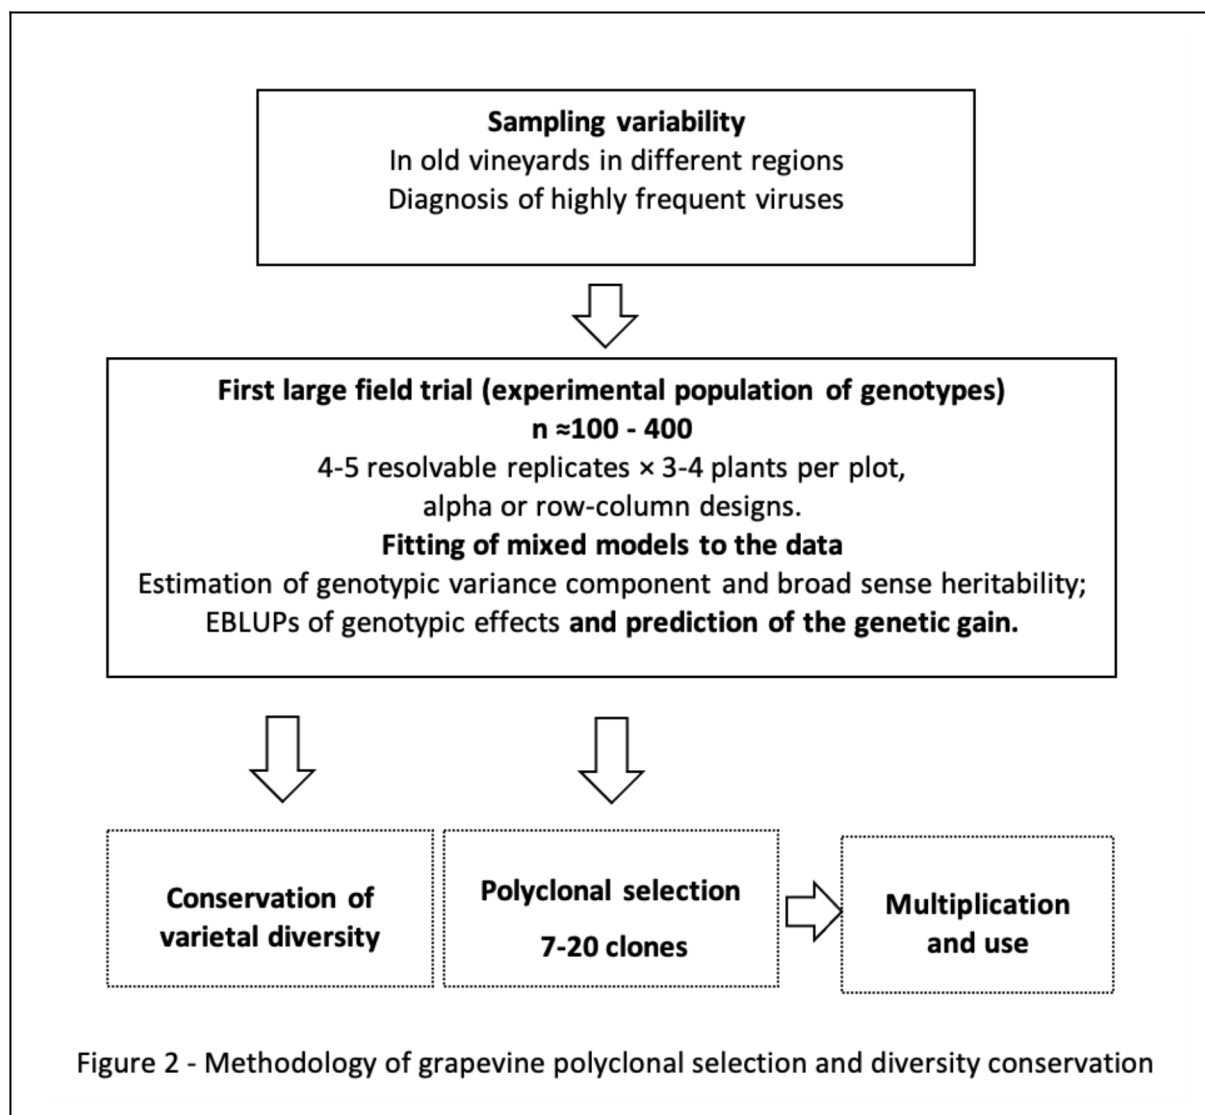 Sampling variability
In old vineyards in different regions
Diagnosis of highly frequent viruses
First large field trial (experimental population of genotypes)
n ≈100 - 400
4-5 resolvable replicates × 3-4 plants per plot,
alpha or row-column designs.
Fitting of mixed models to the data
Estimation of genotypic variance component and broad sense heritability;
EBLUPs of genotypic effects and prediction of the genetic gain.
Conservation of
varietal diversity
Polyclonal selection
7-20 clones
Multiplication
and use
Figure 2 - Methodology of grapevine polyclonal selection and diversity conservation